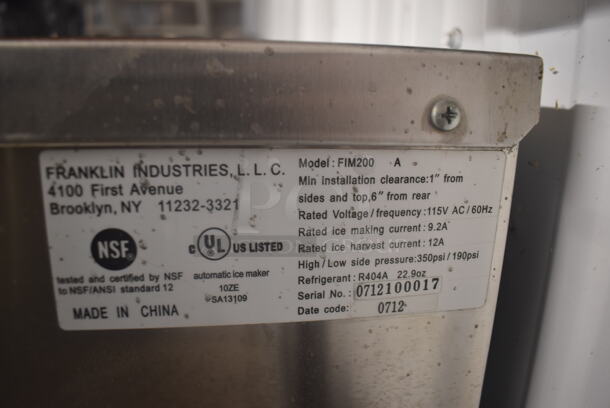 FRANKLIN INDUSTRIES, L.L.C.
4100 First Avenue
Brooklyn, NY 11232-3321
NSF
tested and certified by NSF
to NSF/ANSI standard 12
MADE IN CHINA
c UL US LISTED
automatic ice maker
10ZE
SA13109
Model: FIM200 A
Min installation clearance:1" from
sides and top,6" from rear
Rated Voltage/frequency:115V AC/60Hz
Rated ice making current: 9.2A
Rated ice harvest current: 12A
High/Low side pressure:350psi/190psi
Refrigerant: R404A 22.9oz
Serial No.: 0712100017
Date code: 0712